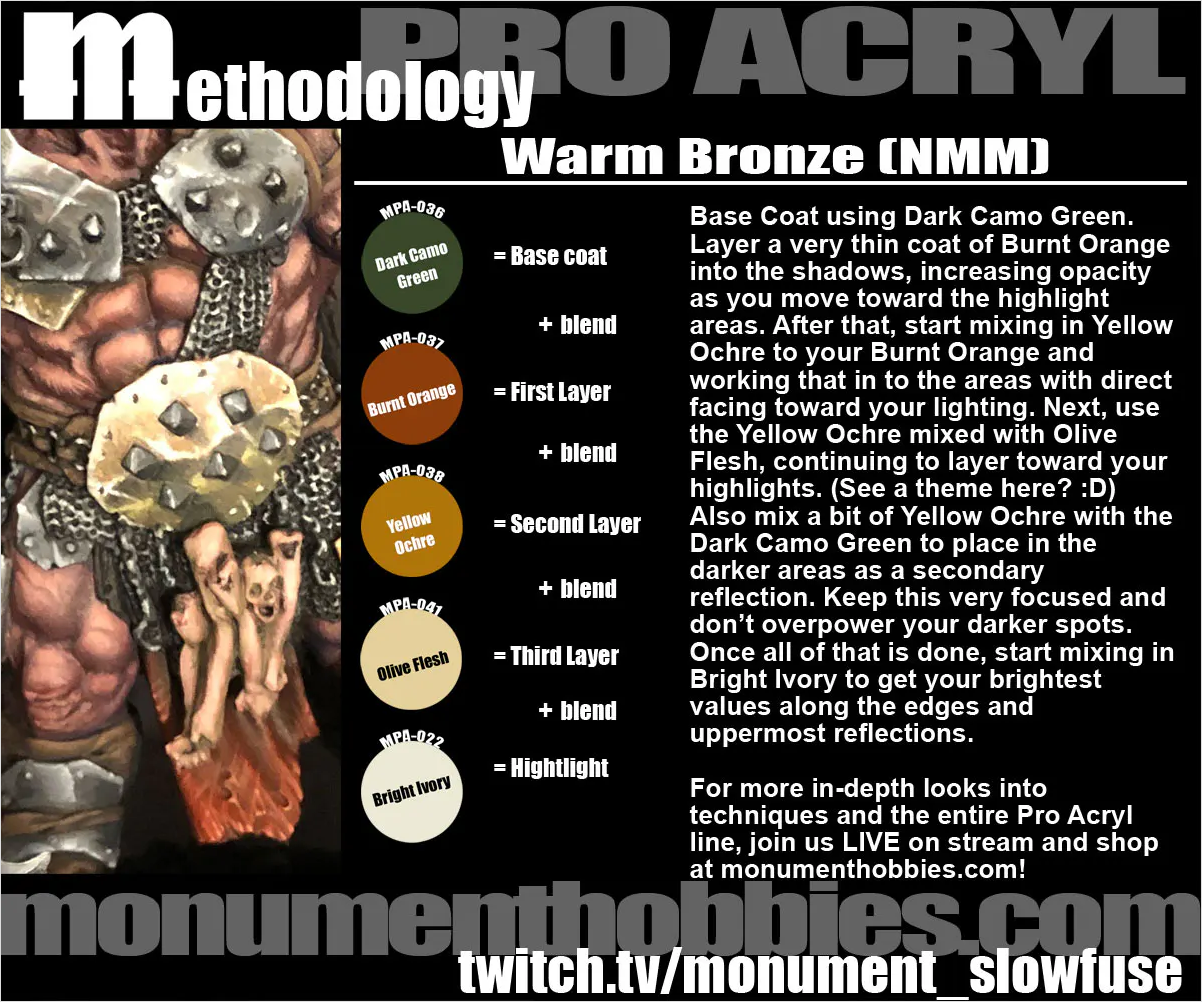 PRO ACRYL
Methodology
Warm Bronze (NMM)
MPA-036
Dark Camo
Green
= Base coat
+ blend
MPA-037
Burnt Orange
= First Layer
+ blend
MPA-038
Yellow
Ochre
= Second Layer
+ blend
MPA-041
Olive Flesh
= Third Layer
+ blend
MPA-022
Bright Ivory
= Hightlight
Base Coat using Dark Camo Green.
Layer a very thin coat of Burnt Orange
into the shadows, increasing opacity
as you move toward the highlight
areas. After that, start mixing in Yellow
Ochre to your Burnt Orange and
working that in to the areas with direct
facing toward your lighting. Next, use
the Yellow Ochre mixed with Olive
Flesh, continuing to layer toward your
highlights. (See a theme here? :D)
Also mix a bit of Yellow Ochre with the
Dark Camo Green to place in the
darker areas as a secondary
reflection. Keep this very focused and
don’t overpower your darker spots.
Once all of that is done, start mixing in
Bright Ivory to get your brightest
values along the edges and
uppermost reflections.
For more in-depth looks into
techniques and the entire Pro Acryl
line, join us LIVE on stream and shop
at monumenthobbies.com!
monumenthobbies.com
twitch.tv/monument_slowfuse